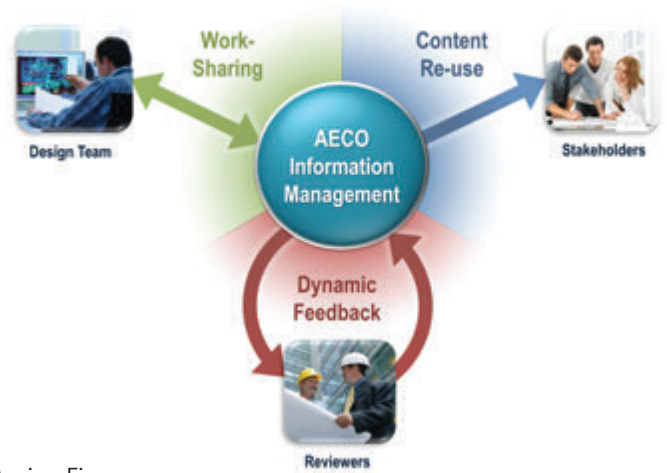 Work-
Sharing
Content
Re-use
Design Team
AECO
Information
Management
Stakeholders
Dynamic
Feedback
Reviewers